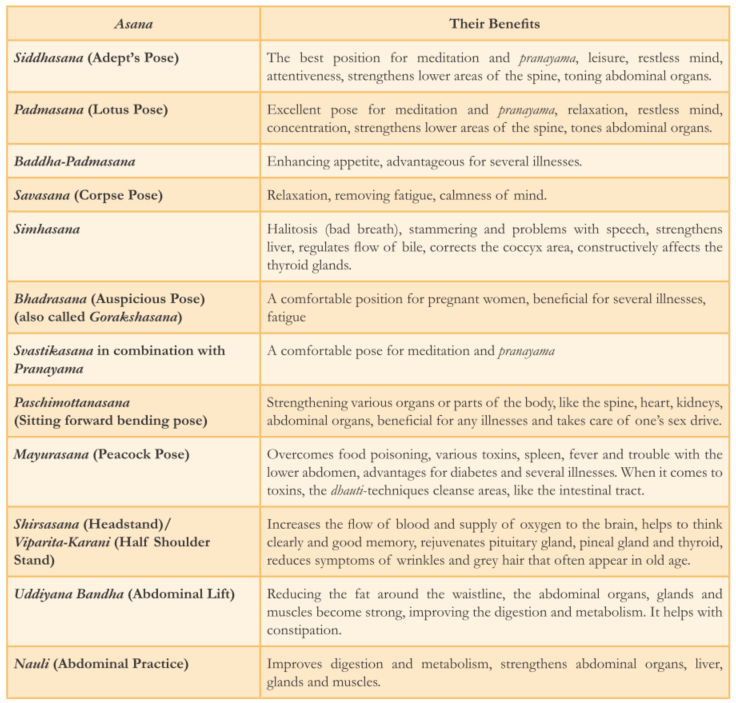 Asana
Their Benefits
Siddhasana (Adept's Pose)
The best position for meditation and pranayama, leisure, restless mind,
attentiveness, strengthens lower areas of the spine, toning abdominal organs.
Padmasana (Lotus Pose)
Excellent pose for meditation and pranayama, relaxation, restless mind,
concentration, strengthens lower areas of the spine, tones abdominal organs.
Baddha-Padmasana
Enhancing appetite, advantageous for several illnesses.
Savasana (Corpse Pose)
Relaxation, removing fatigue, calmness of mind.
Simhasana
Halitosis (bad breath), stammering and problems with speech, strengthens
liver, regulates flow of bile, corrects the coccyx area, constructively affects the
thyroid glands.
Bhadrasana (Auspicious Pose)
(also called Gorakshasana)
A comfortable position for pregnant women, beneficial for several illnesses,
fatigue
Svastikasana in combination with
Pranayama
A comfortable pose for meditation and pranayama
Paschimottanasana
(Sitting forward bending pose)
Strengthening various organs or parts of the body, like the spine, heart, kidneys,
abdominal organs, beneficial for any illnesses and takes care of one's sex drive.
Mayurasana (Peacock Pose)
Overcomes food poisoning, various toxins, spleen, fever and trouble with the
lower abdomen, advantages for diabetes and several illnesses. When it comes to
toxins, the dhauti-techniques cleanse areas, like the intestinal tract.
Shirsasana (Headstand)/
Viparita-Karani (Half Shoulder
Stand)
Increases the flow of blood and supply of oxygen to the brain, helps to think
clearly and good memory, rejuvenates pituitary gland, pineal gland and thyroid,
reduces symptoms of wrinkles and grey hair that often appear in old age.
Uddiyana Bandha (Abdominal Lift)
Reducing the fat around the waistline, the abdominal organs, glands and
muscles become strong, improving the digestion and metabolism. It helps with
constipation.
Nauli (Abdominal Practice)
Improves digestion and metabolism, strengthens abdominal organs, liver,
glands and muscles.